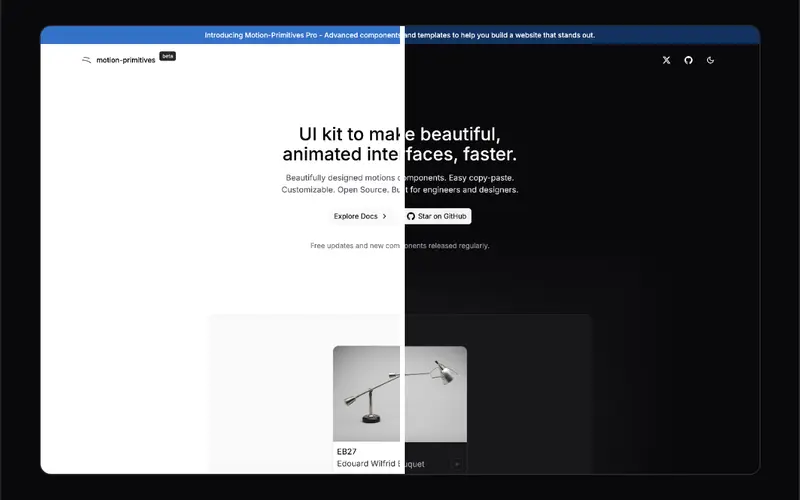 Introducing Motion-Primitives Pro - Advanced components and templates to help you build a website that stands out.
motion-primitives beta
UI kit to make beautiful,
animated interfaces, faster.
Beautifully designed motions components. Easy copy-paste.
Customizable. Open Source. Built for engineers and designers.
Explore Docs
Star on GitHub
Free updates and new components released regularly.
EB27
Edouard Wilfrid Buquet